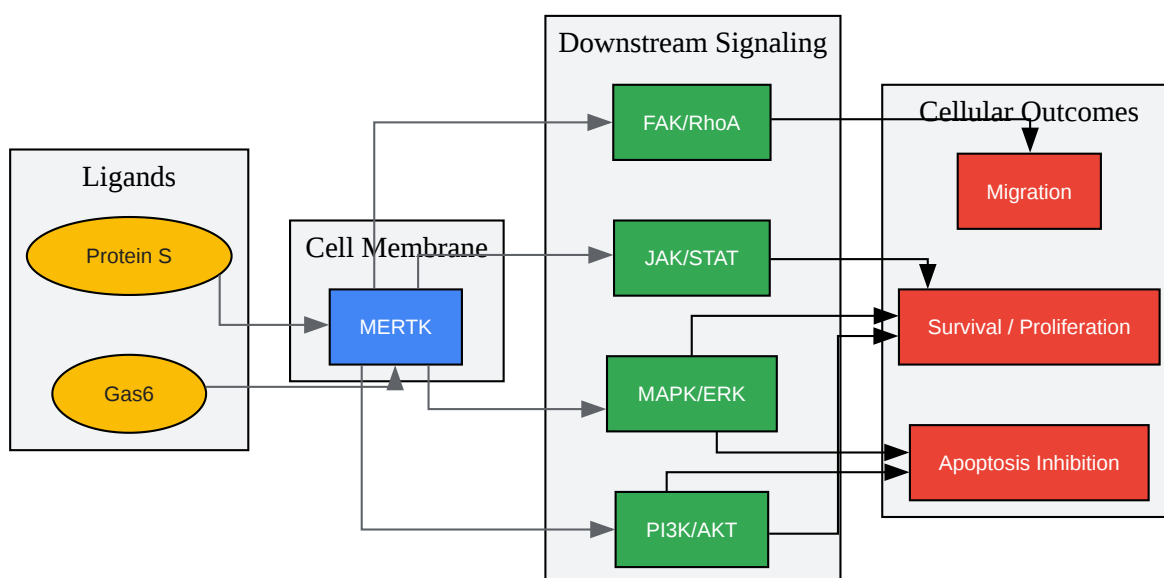 Ligands
Protein S
Gas6
Cell Membrane
MERTK
Downstream Signaling
FAK/RhoA
JAK/STAT
MAPK/ERK
PI3K/AKT
Cellular Outcomes
Migration
Survival / Proliferation
Apoptosis Inhibition